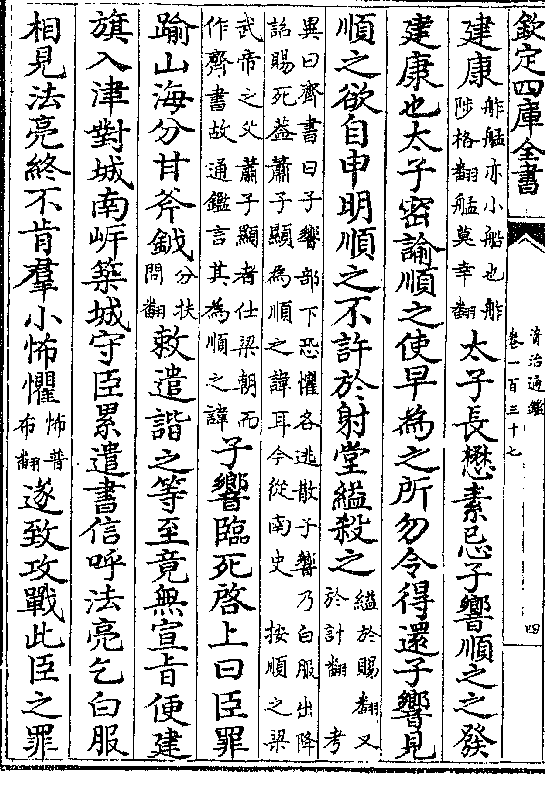 欽定四庫全書
資治通鑑
卷一百三十七
四
建康舴艋亦小船也舴
陟格翻艋莫幸翻太子長懋素忌子響順之之發
建康也太子密諭順之使早為之所勿令得還子響見
順之欲自申明順之不許於射堂縊殺之縊於賜翻又
於計翻　考
異曰齊書曰子響部下恐懼各逃散子響乃白服出降
詔賜死葢蕭子顯為順之諱耳今從南史　按順之梁
武帝之父蕭子顯者仕梁朝而
作齊書故通鑑言其為順之諱子響臨死啓上曰臣罪
踰山海分甘斧鉞分扶
問翻敕遣諧之等至竟無宣旨便建
旗入津對城南岍築城守臣累遣書信呼法亮乞白服
相見法亮終不肯羣小怖懼怖普
布翻遂致攻戰此臣之罪